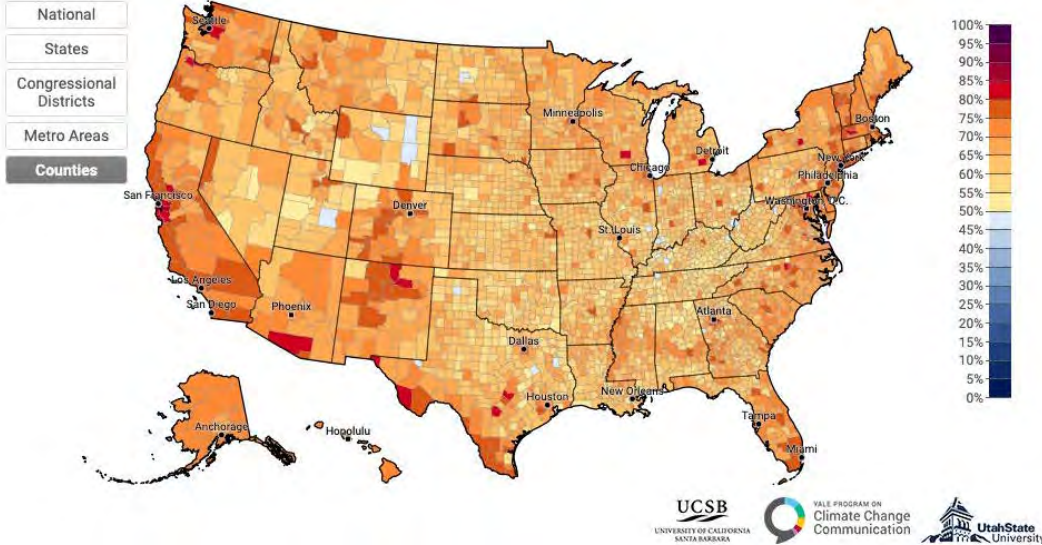 National
States
Congressional
Districts
Metro Areas
Counties
Seattle
Minneapolis
Boston
Detroit
New York
Chicago
Philadelphia
San Francisco
Denver
Washington, D.C.
St. Louis
Los Angeles
San Diego
Phoenix
Atlanta
Dallas
Houston
New Orleans
Tampa
Anchorage
Honolulu
Miami
100%
95%
90%
85%
80%
75%
70%
65%
60%
55%
50%
45%
40%
35%
30%
25%
20%
15%
10%
5%
0%
UCSB
UNIVERSITY OF CALIFORNIA
SANTA BARBARA
YALE PROGRAM ON
Climate Change
Communication
UtahState
University